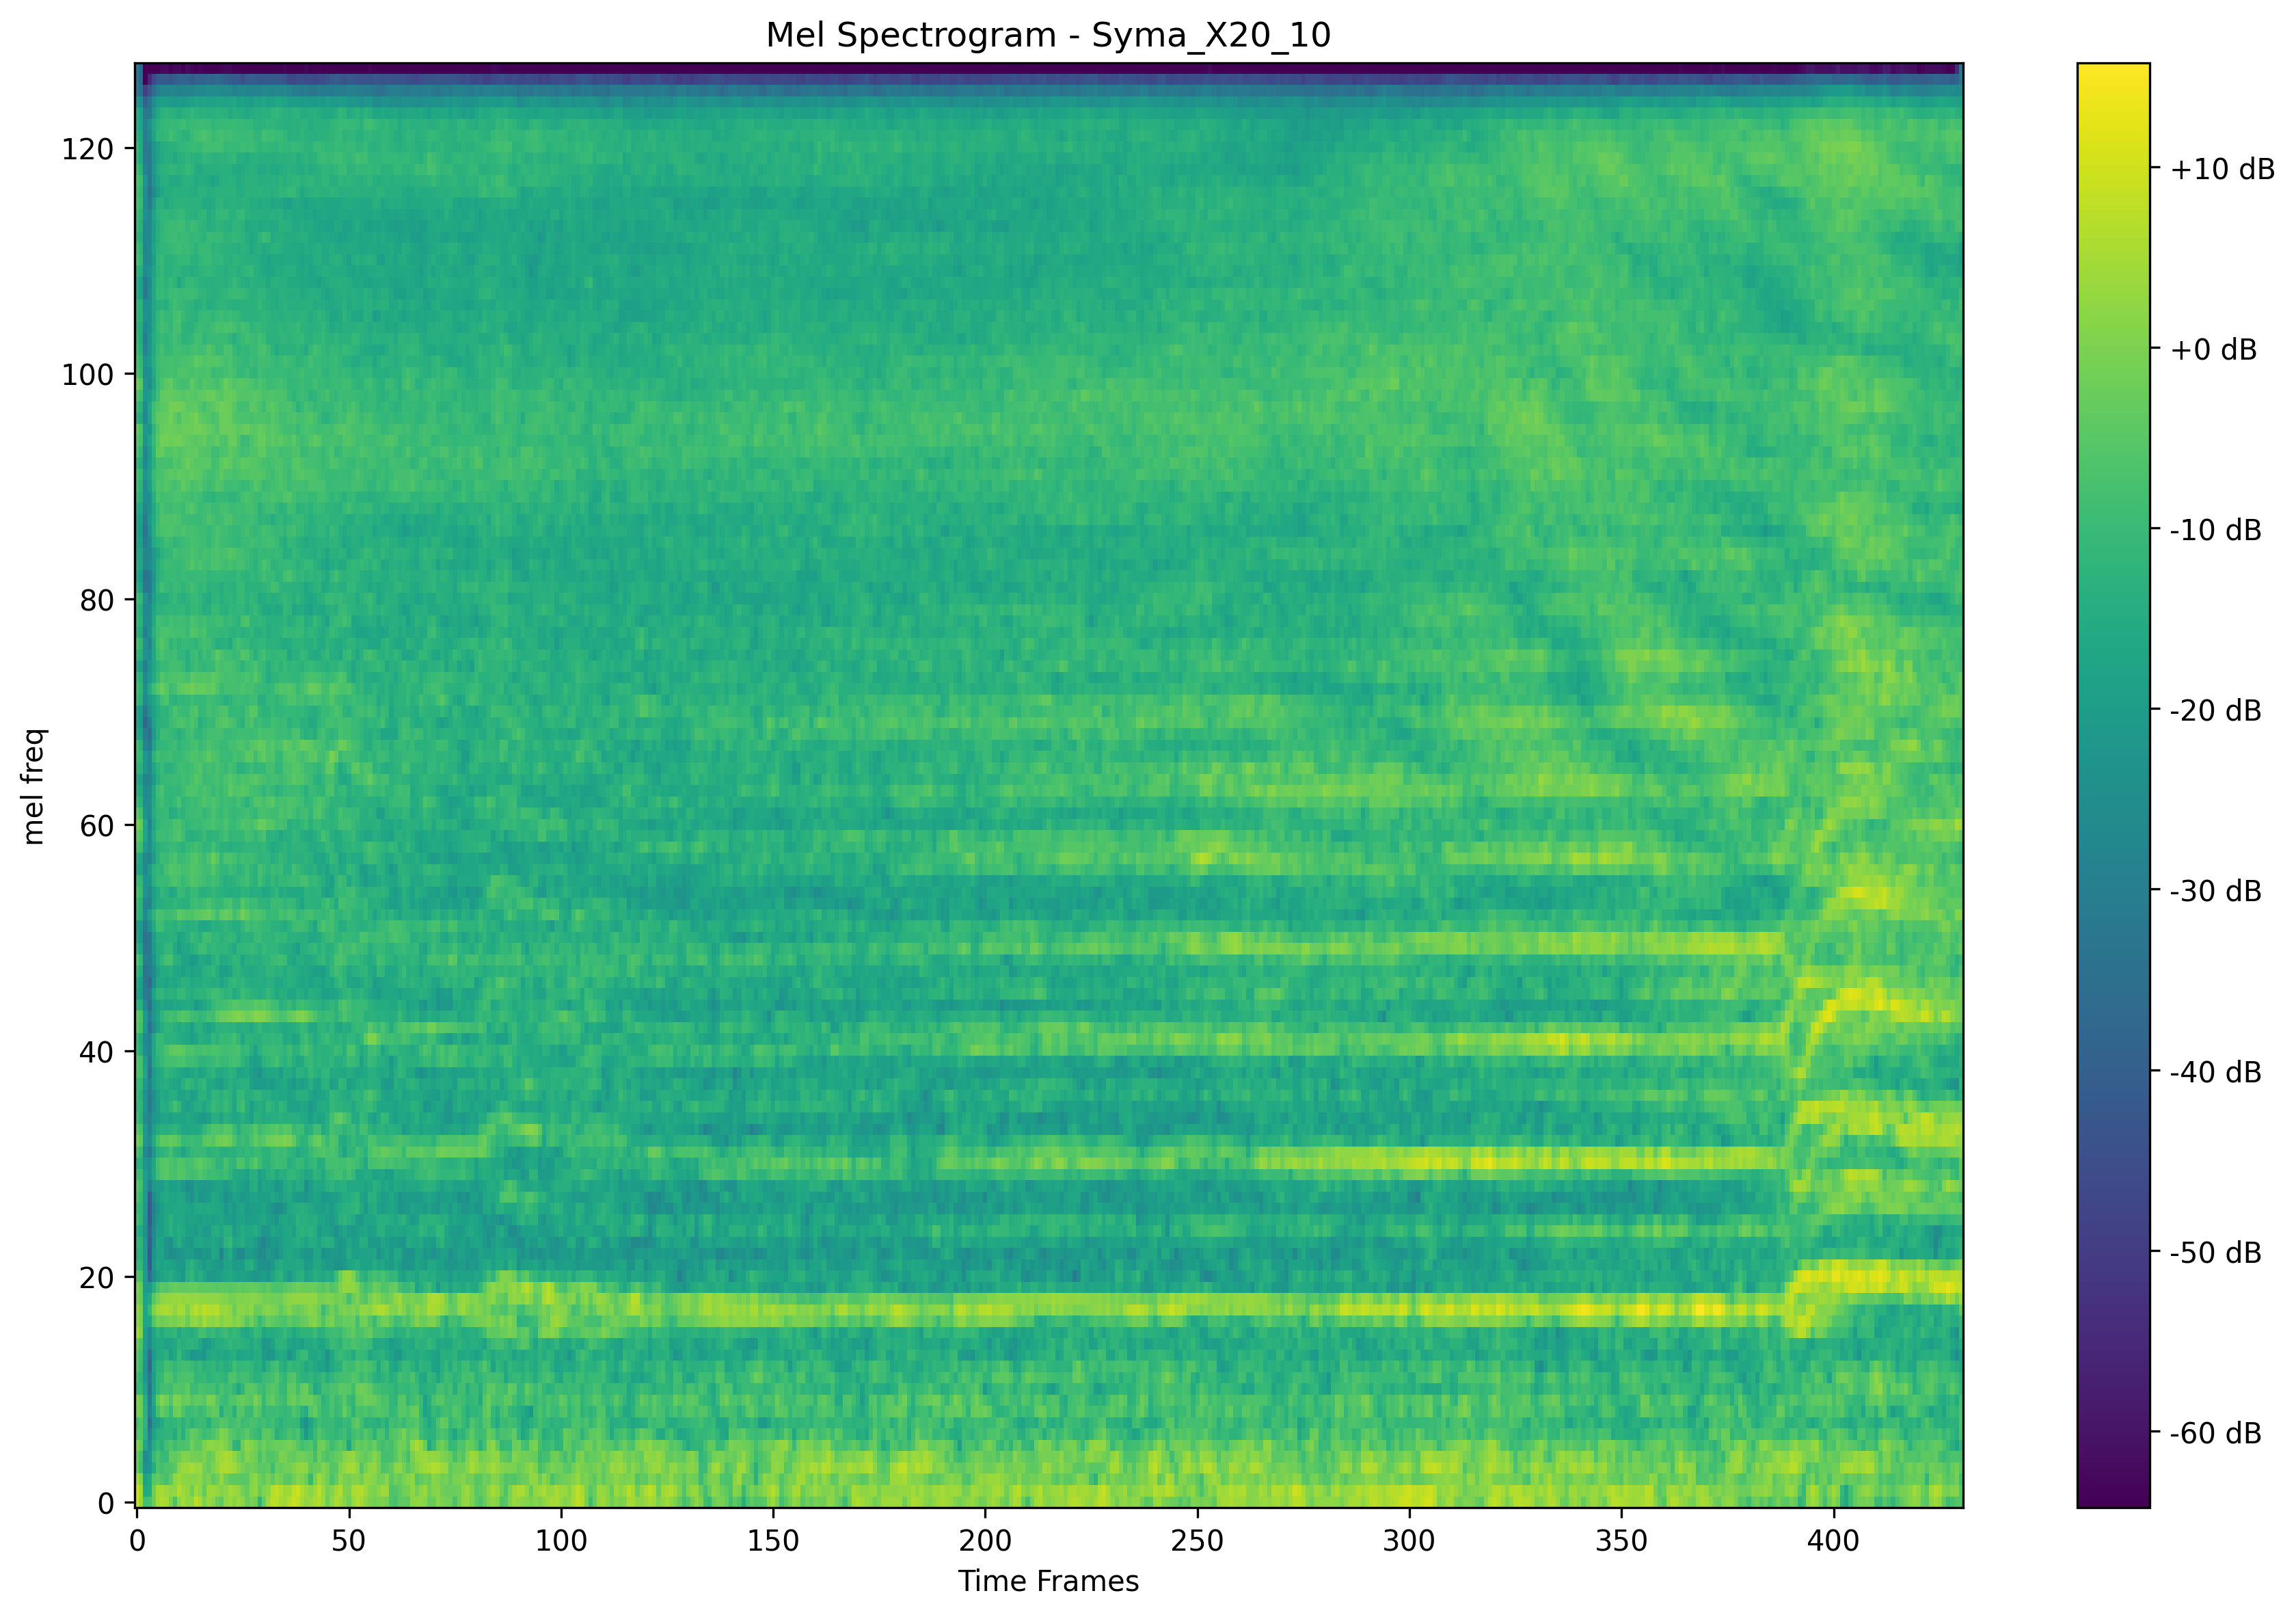 Mel Spectrogram - Syma_X20_10
mel freq
120
100
80
60
40
20
0
0 50 100 150 200 250 300 350 400
Time Frames
+10 dB
+0 dB
-10 dB
-20 dB
-30 dB
-40 dB
-50 dB
-60 dB